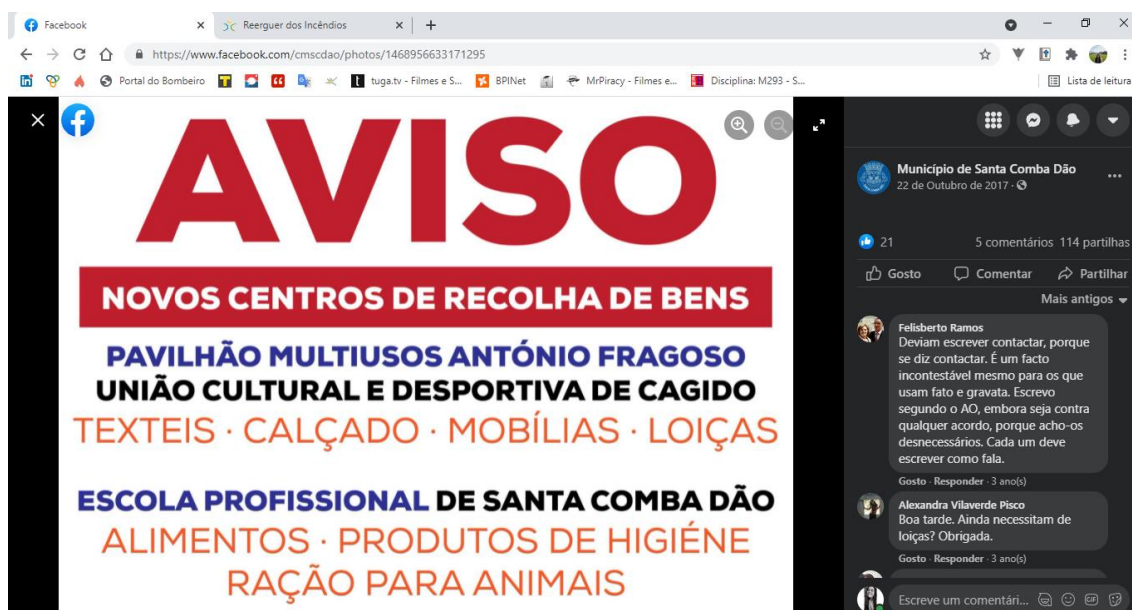 Facebook
Reerguer dos Incêndios
https://www.facebook.com/cmscdao/photos/1468956633171295
Portal do Bombeiro
tuga.tv - Filmes e S...
BPINet
MrPiracy - Filmes e...
Disciplina: M293 - S...
Lista de leitura
AVISO
NOVOS CENTROS DE RECOLHA DE BENS
PAVILHÃO MULTIUSOS ANTÓNIO FRAGOSO
UNIÃO CULTURAL E DESPORTIVA DE CAGIDO
TEXTEIS · CALÇADO · MOBÍLIAS · LOIÇAS
ESCOLA PROFISSIONAL DE SANTA COMBA DÃO
ALIMENTOS · PRODUTOS DE HIGIÉNE
RAÇÃO PARA ANIMAIS
Município de Santa Comba Dão
22 de Outubro de 2017 ·
21
5 comentários 114 partilhas
Gosto
Comentar
Partilhar
Mais antigos
Felisberto Ramos
Deviam escrever contactar, porque
se diz contactar. É um facto
incontestável mesmo para os que
usam fato e gravata. Escrevo
segundo o AO, embora seja contra
qualquer acordo, porque acho-os
desnecessários. Cada um deve
escrever como fala.
Gosto · Responder · 3 ano(s)
Alexandra Vilaverde Pisco
Boa tarde. Ainda necessitam de
loiças? Obrigada.
Gosto · Responder · 3 ano(s)
Escreve um comentári...
GIF